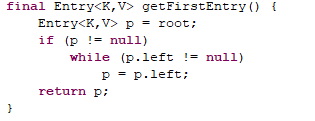 final Entry<K,V> getFirstEntry() {
    Entry<K,V> p = root;
    if (p != null)
        while (p.left != null)
            p = p.left;
    return p;
}